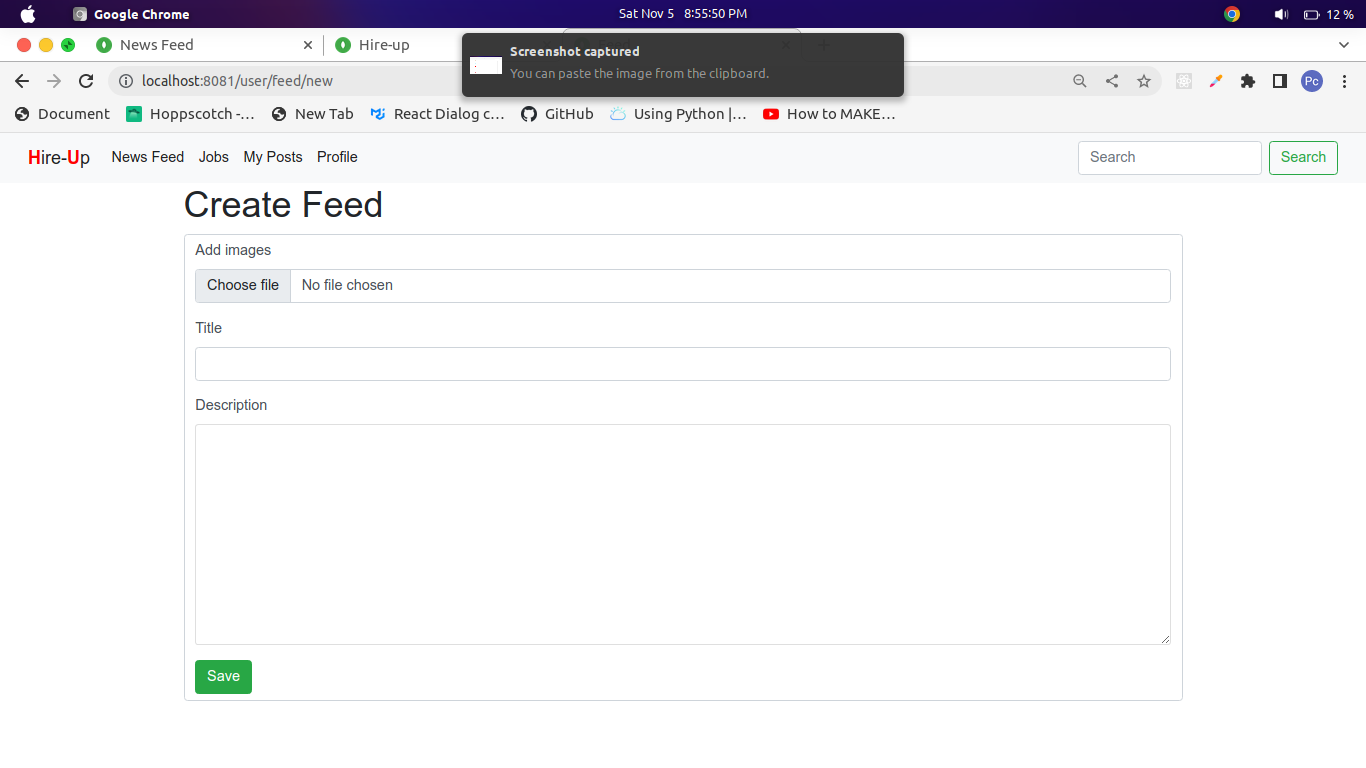 Google Chrome
Sat Nov 5 8:55:50 PM
12 %
News Feed
Hire-up
Screenshot captured
You can paste the image from the clipboard.
localhost:8081/user/feed/new
Pc
Document
Hoppscotch -...
New Tab
React Dialog c...
GitHub
Using Python |...
How to MAKE...
Hire-Up
News Feed
Jobs
My Posts
Profile
Search
Search
Create Feed
Add images
Choose file
No file chosen
Title
Description
Save